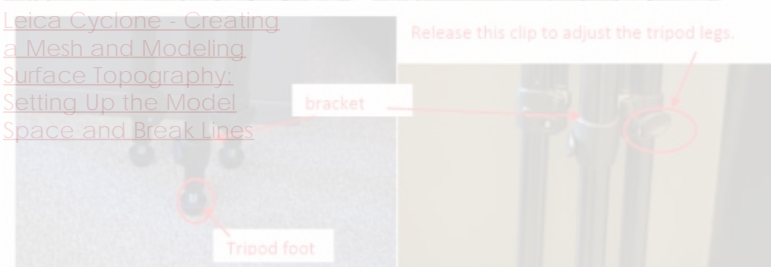 Leica Cyclone - Creating
a Mesh and Modeling
Surface Topography:
Setting Up the Model
Space and Break Lines
Release this clip to adjust the tripod legs.
bracket
Tripod foot